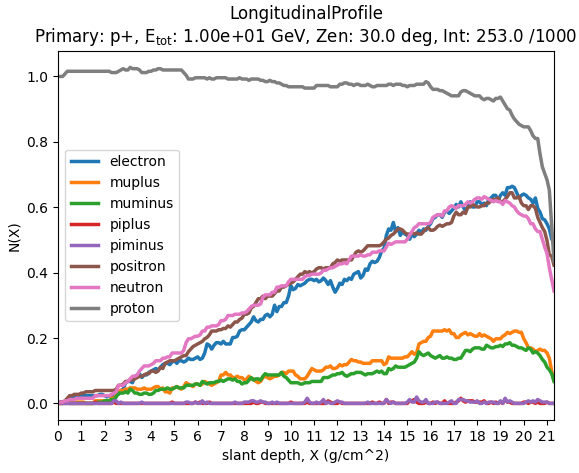 LongitudinalProfile
Primary: p+, E_tot: 1.00e+01 GeV, Zen: 30.0 deg, Int: 253.0 /1000
N(X)
1.0
0.8
0.6
0.4
0.2
0.0
electron
muplus
muminus
piplus
piminus
positron
neutron
proton
0 1 2 3 4 5 6 7 8 9 10 11 12 13 14 15 16 17 18 19 20 21
slant depth, X (g/cm^2)